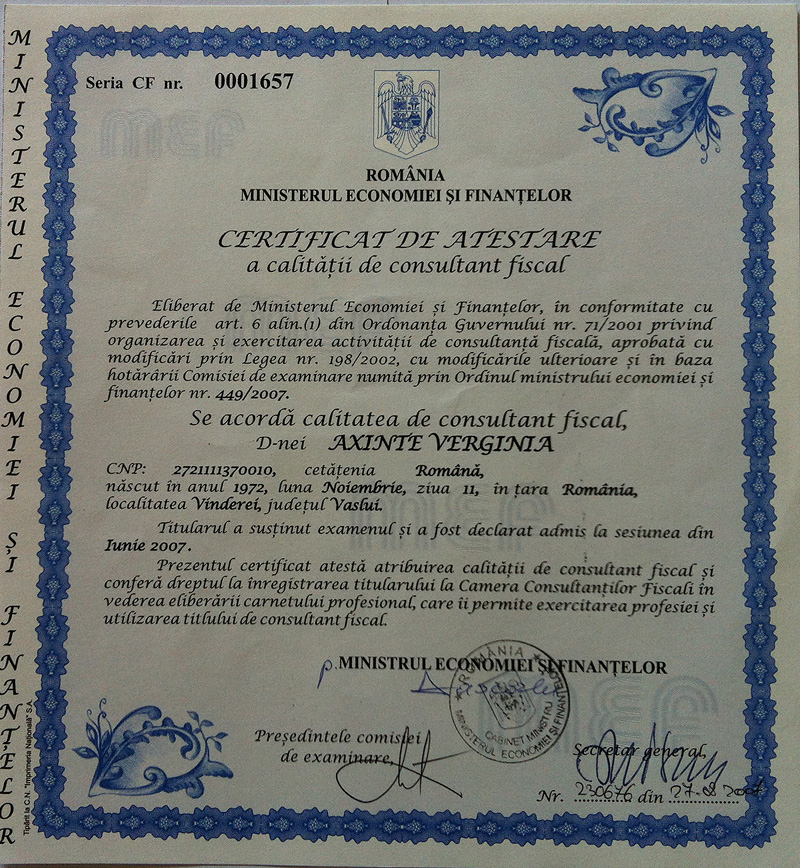 MINISTERUL ECONOMIEI ȘI FINANȚELOR
Seria CF nr. 0001657
mef
ROMÂNIA
MINISTERUL ECONOMIEI ȘI FINANȚELOR
CERTIFICAT DE ATESTARE
a calității de consultant fiscal
Eliberat de Ministerul Economiei și Finanțelor, în conformitate cu
prevederile art. 6 alin.(1) din Ordonanța Guvernului nr. 71/2001 privind
organizarea și exercitarea activității de consultanță fiscală, aprobată cu
modificări prin Legea nr. 198/2002, cu modificările ulterioare și în baza
hotărârii Comisiei de examinare numită prin Ordinul ministrului economiei și
finanțelor nr. 449/2007.
Se acordă calitatea de consultant fiscal,
D-nei AXINTE VERGINIA
CNP: 2721111370010, cetățenia Română,
născut în anul 1972, luna Noiembrie, ziua 11, în țara România,
localitatea Vinderei, județul Vaslui.
mef
Titularul a susținut examenul și a fost declarat admis la sesiunea din
Iunie 2007.
Prezentul certificat atestă atribuirea calității de consultant fiscal și
conferă dreptul la înregistrarea titularului la Camera Consultanților Fiscali în
vederea eliberării carnetului profesional, care îi permite exercitarea profesiei și
utilizarea titlului de consultant fiscal.
p. MINISTRUL ECONOMIEI ȘI FINANȚELOR
ROMÂNIA
MINISTERUL ECONOMIEI ȘI FINANȚELOR
CABINET MINISTRU
mef
Președintele comisiei
de examinare,
Secretar general,
Nr. 230676 din 27-08 2007
Tipărit la C.N. "Imprimeria Națională" S.A.